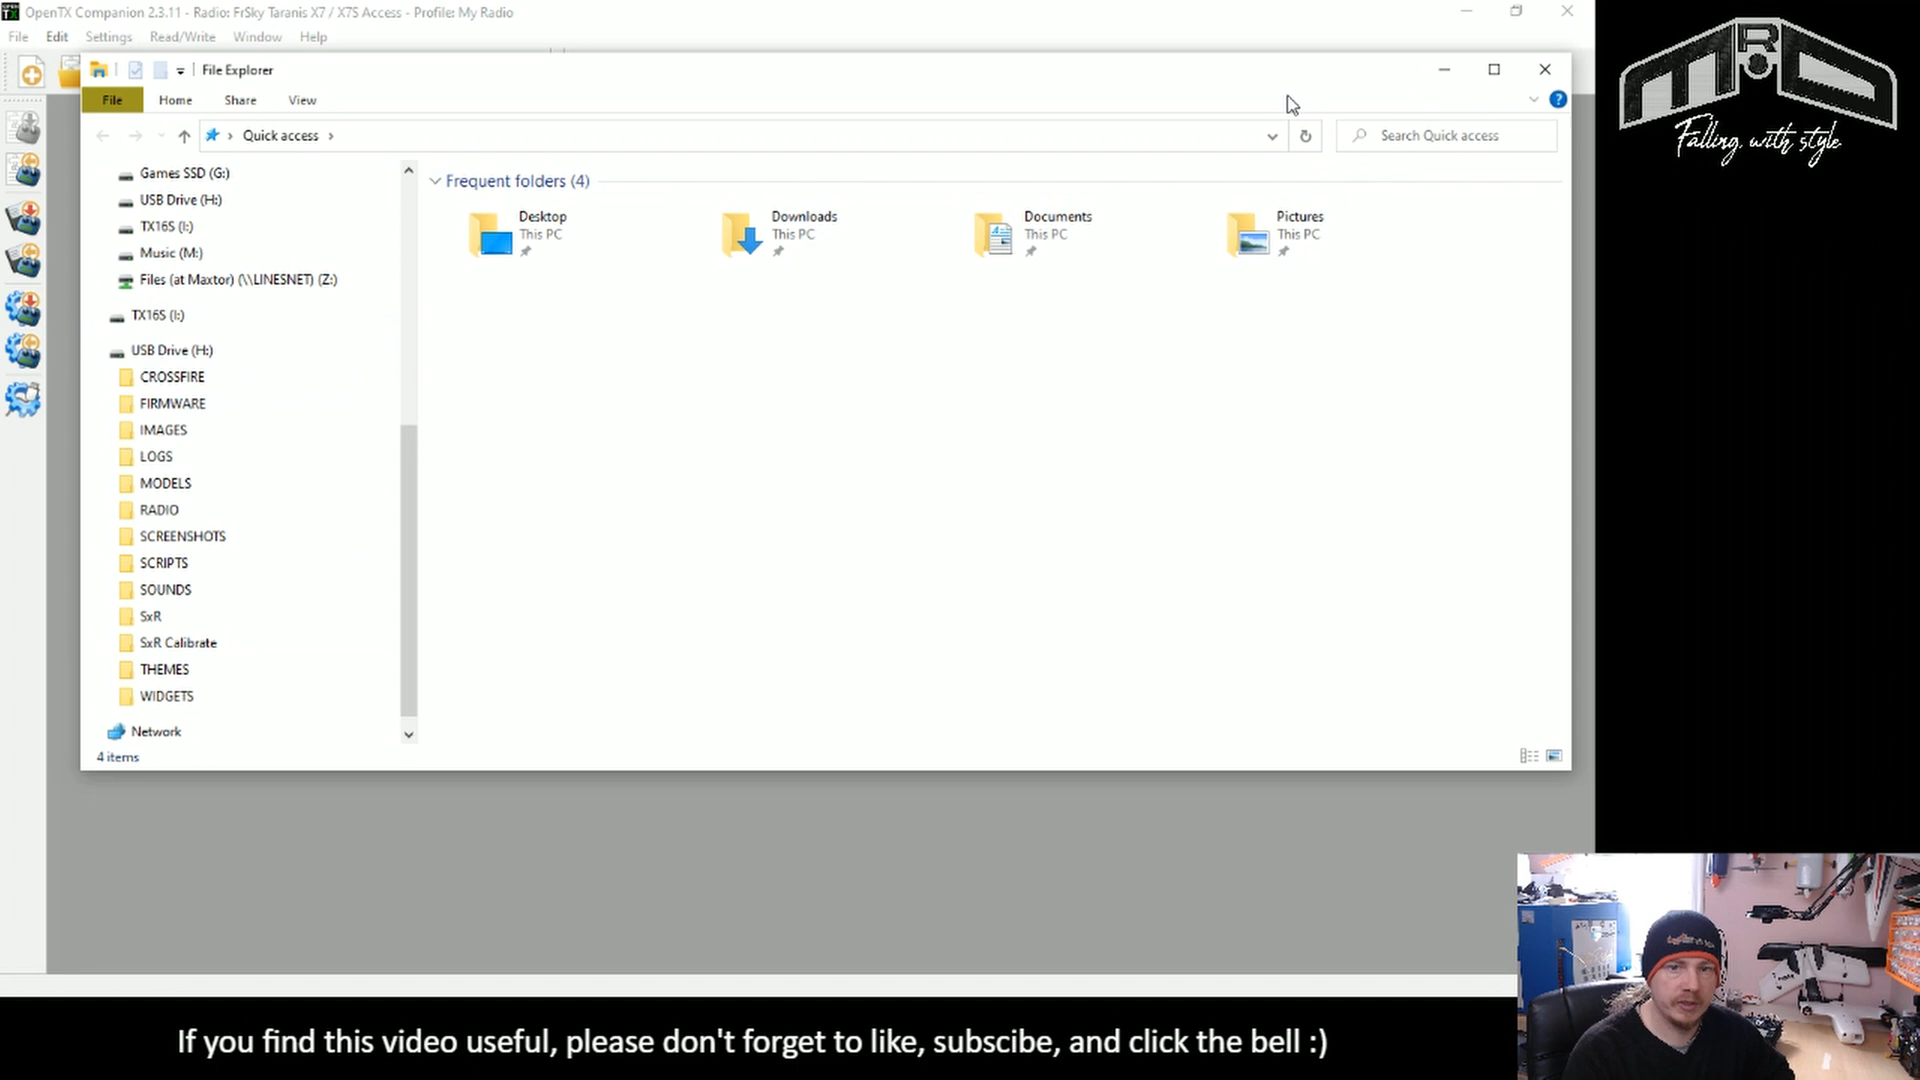 OpenTX Companion 2.3.11 - Radio: FrSky Taranis X7 / X7S Access - Profile: My Radio
File Edit Settings Read/Write Window Help
File Explorer
File Home Share View
Quick access
Search Quick access
Games SSD (G:)
USB Drive (H:)
TX16S (I:)
Music (M:)
Files (at Maxtor) (\\LINESNET) (Z:)
TX16S (I:)
USB Drive (H:)
CROSSFIRE
FIRMWARE
IMAGES
LOGS
MODELS
RADIO
SCREENSHOTS
SCRIPTS
SOUNDS
SxR
SxR Calibrate
THEMES
WIDGETS
Network
4 items
Frequent folders (4)
Desktop
This PC
Downloads
This PC
Documents
This PC
Pictures
This PC
MRD
Falling with style
If you find this video useful, please don't forget to like, subscibe, and click the bell :)